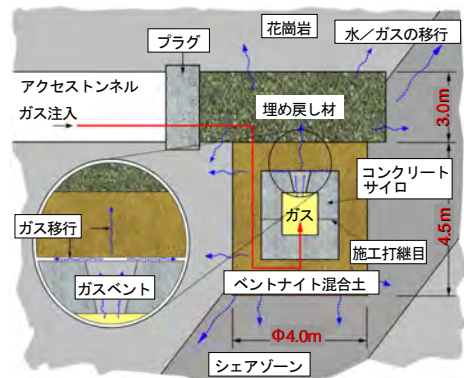 花崗岩
水／ガスの移行
プラグ
アクセストンネル
ガス注入
埋め戻し材
3.0m
コンクリート
サイロ
ガス
施工打継目
4.5m
ガス移行
ガスベント
ベントナイト混合土
Φ4.0m
シェアゾーン